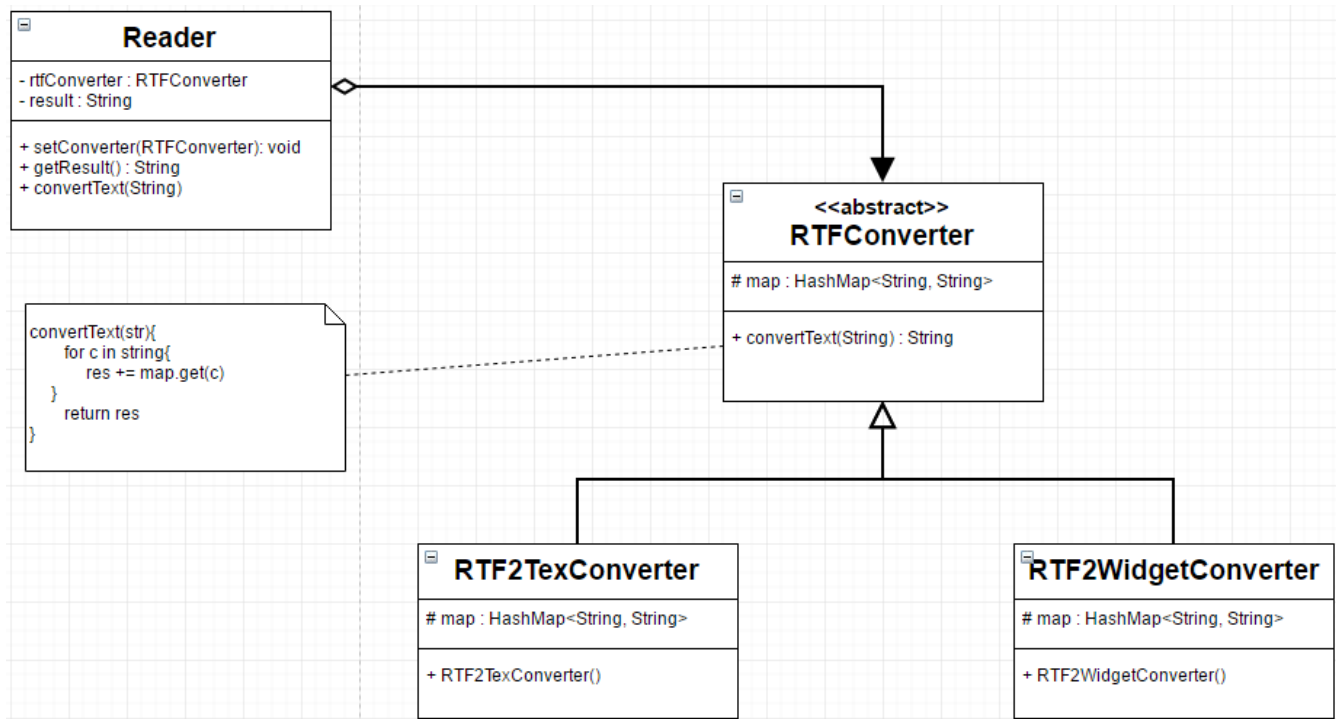 Reader
- rtfConverter : RTFConverter
- result : String
+ setConverter(RTFConverter): void
+ getResult() : String
+ convertText(String)
<<abstract>>
RTFConverter
# map : HashMap<String, String>
+ convertText(String) : String
convertText(str){
for c in string{
res += map.get(c)
}
return res
}
RTF2TexConverter
# map : HashMap<String, String>
+ RTF2TexConverter()
RTF2WidgetConverter
# map : HashMap<String, String>
+ RTF2WidgetConverter()